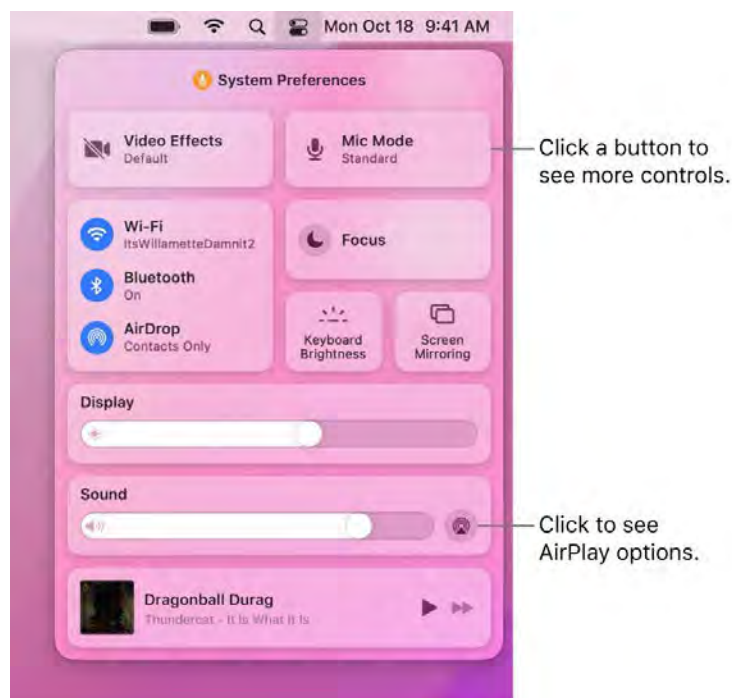 Mon Oct 18 9:41 AM
System Preferences
Video Effects
Default
Mic Mode
Standard
Click a button to
see more controls.
Wi-Fi
ItsWillametteDamnit2
Bluetooth
On
AirDrop
Contacts Only
Focus
Keyboard
Brightness
Screen
Mirroring
Display
Sound
Click to see
AirPlay options.
Dragonball Durag
Thundercat - It Is What It Is